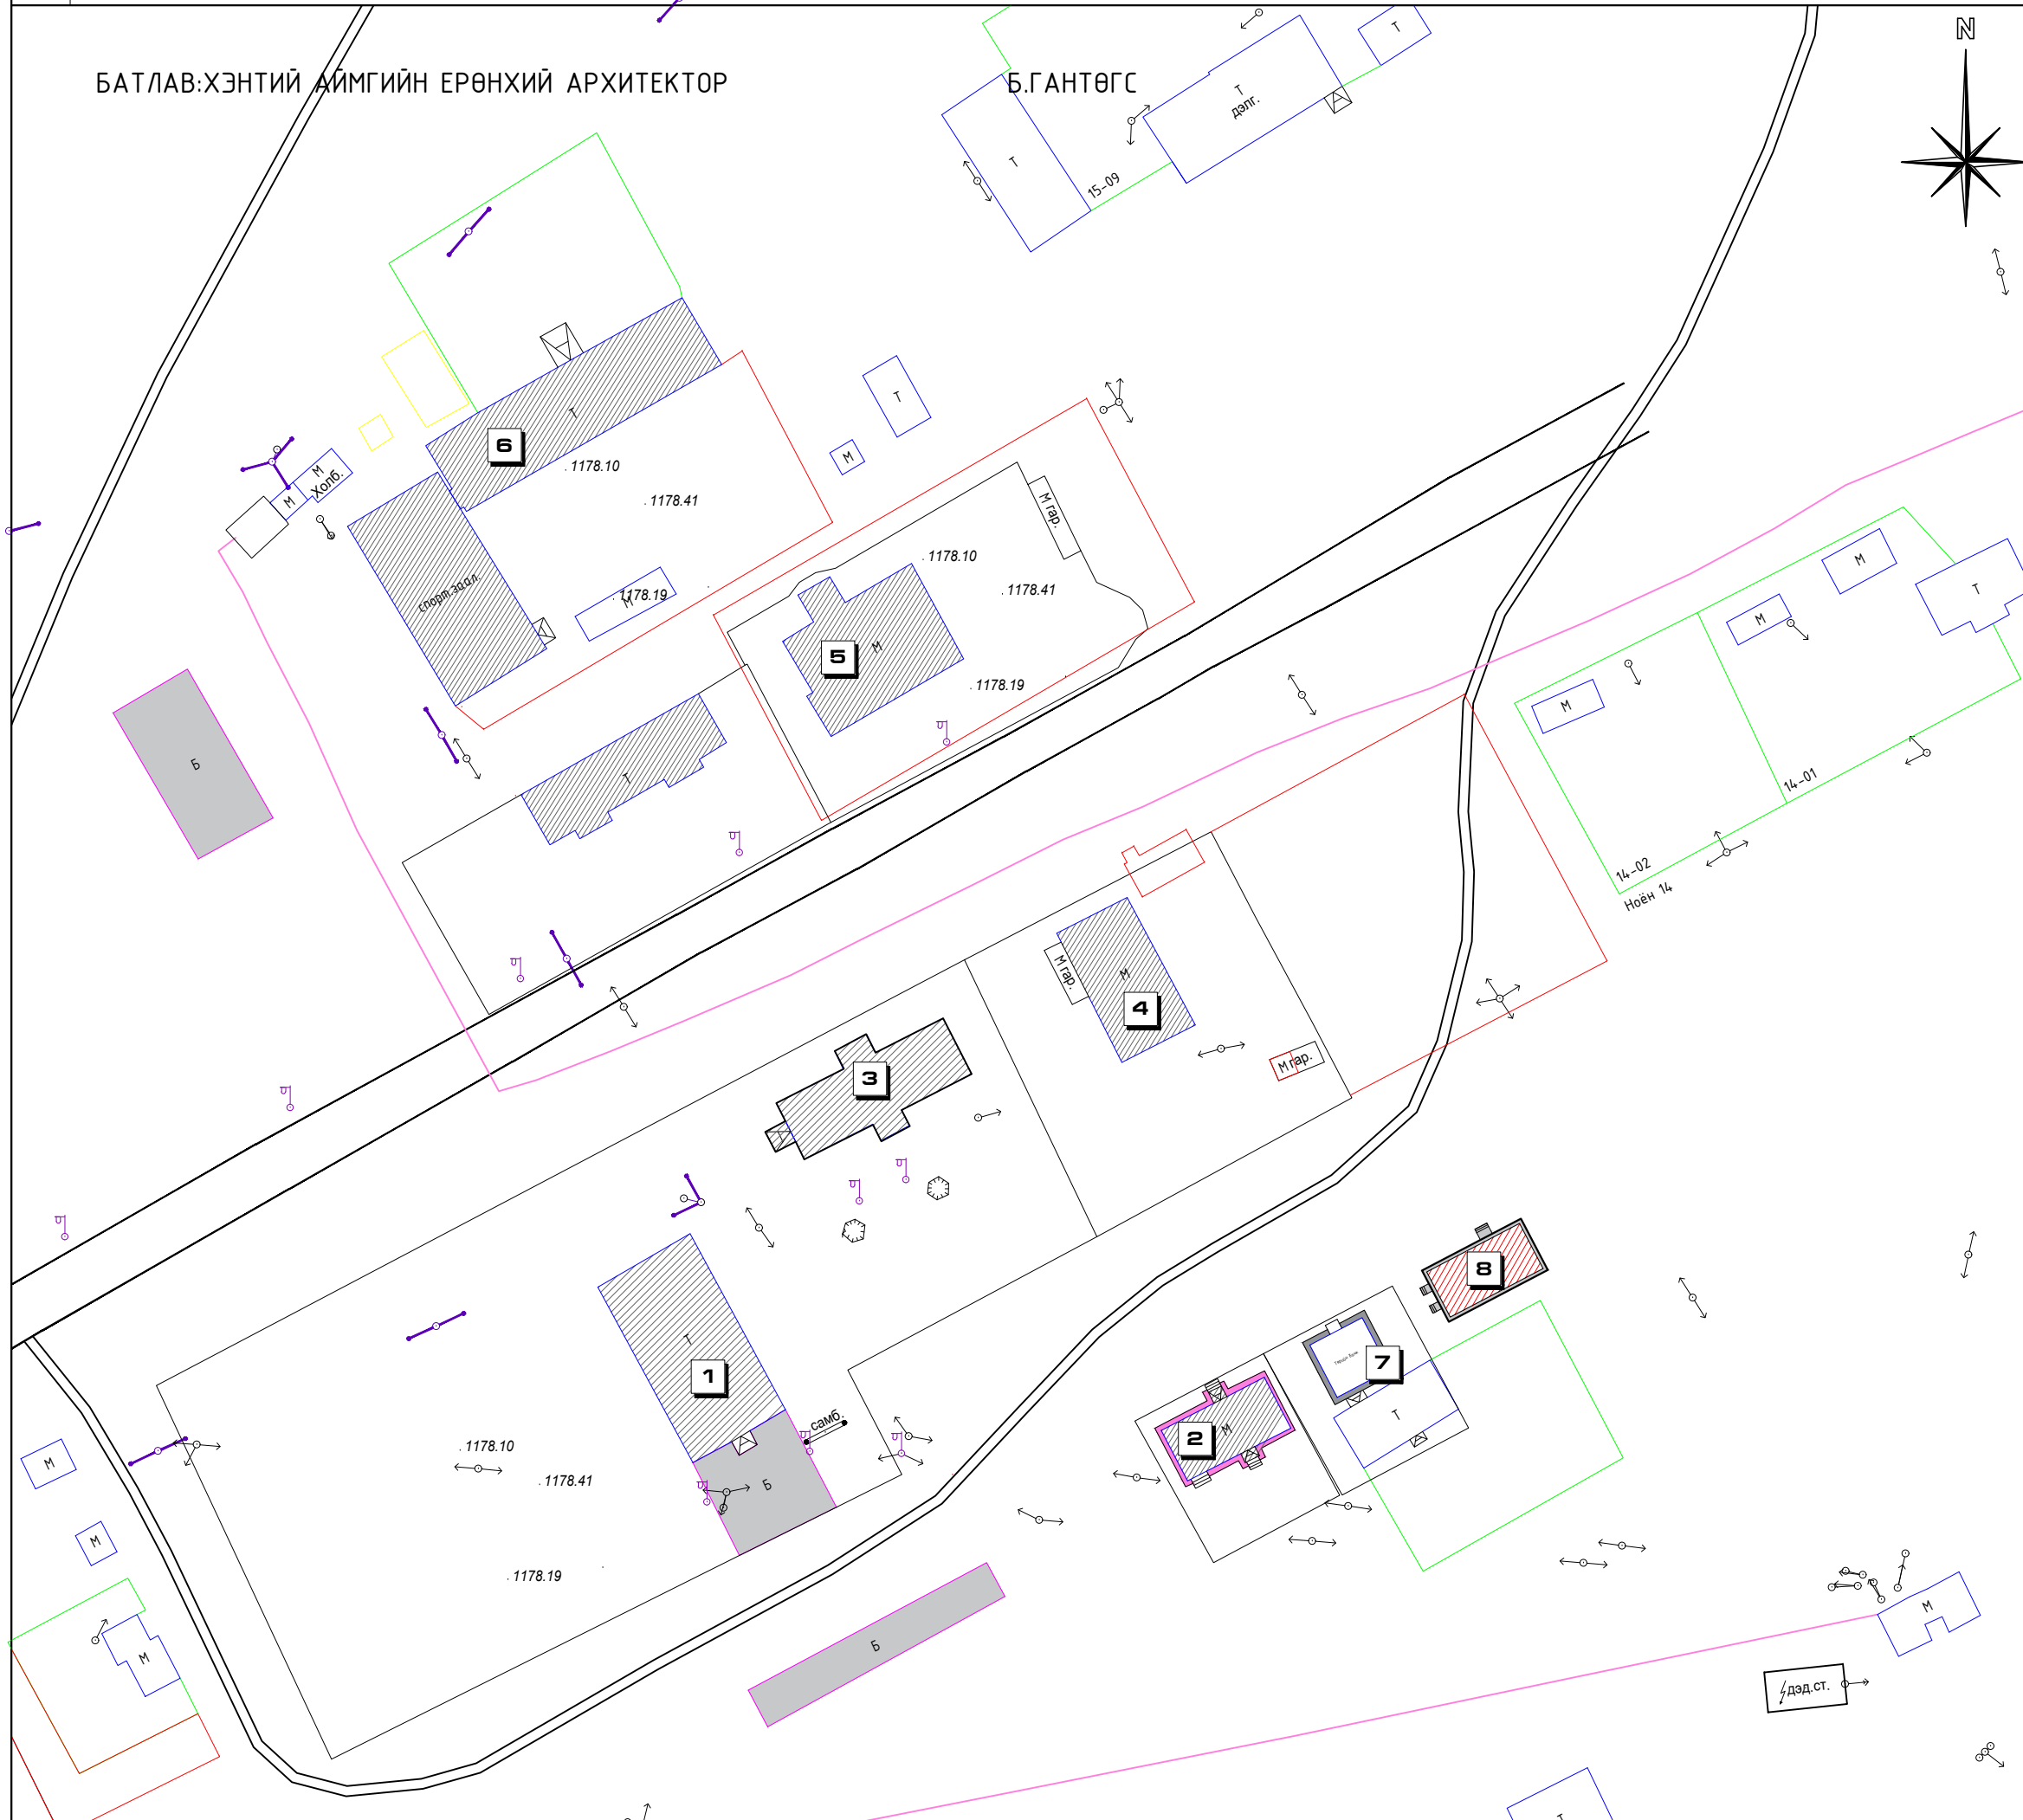 N
БАТЛАВ:ХЭНТИЙ АЙМГИЙН ЕРӨНХИЙ АРХИТЕКТОР Б.ГАНТӨГС
Т
Т
дэлг.
Т
15-09
Т
6
1178.10
1178.41
М
Холб.
М
Т
М
М гар.
спорт.заал.
1178.19
М
1178.10
1178.41
5
М
1178.19
М
М
Т
М
Б
Т
14-01
14-02
Ноён 14
М гар.
М
4
М гар.
3
8
Т
1
7
Т
2
М
самб.
Б
1178.10
1178.41
1178.19
М
М
М
Б
М
дэд.ст.
Т